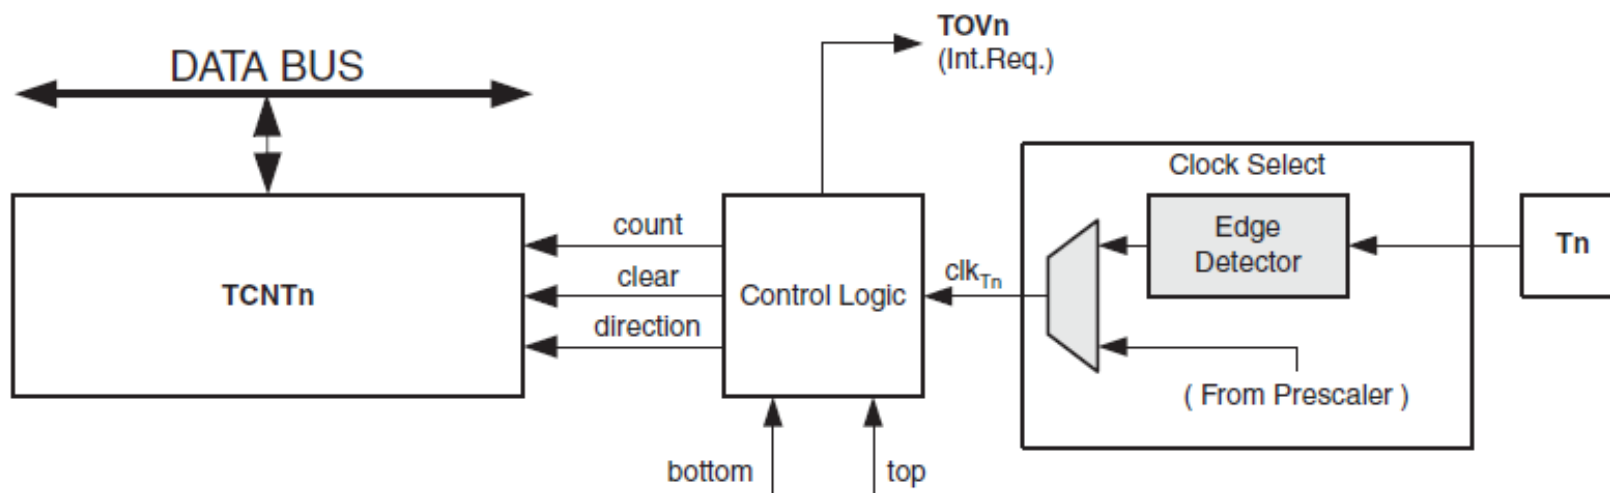 TOVn
(Int.Req.)
DATA BUS
Clock Select
Edge
Detector
Tn
count
clear
direction
TCNTn
Control Logic
clkTn
( From Prescaler )
bottom
top